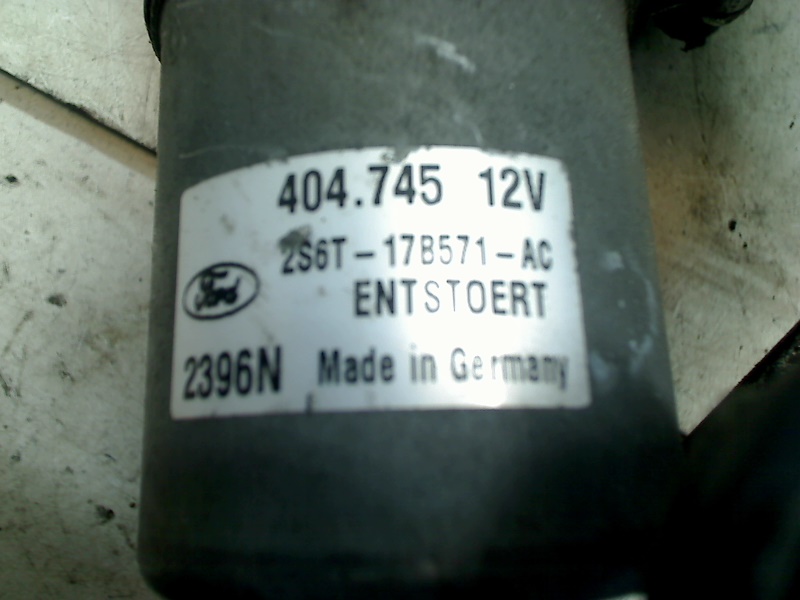 404.745 12V
2S6T-17B571-AC
Ford
ENTSTOERT
2396N Made in Germany